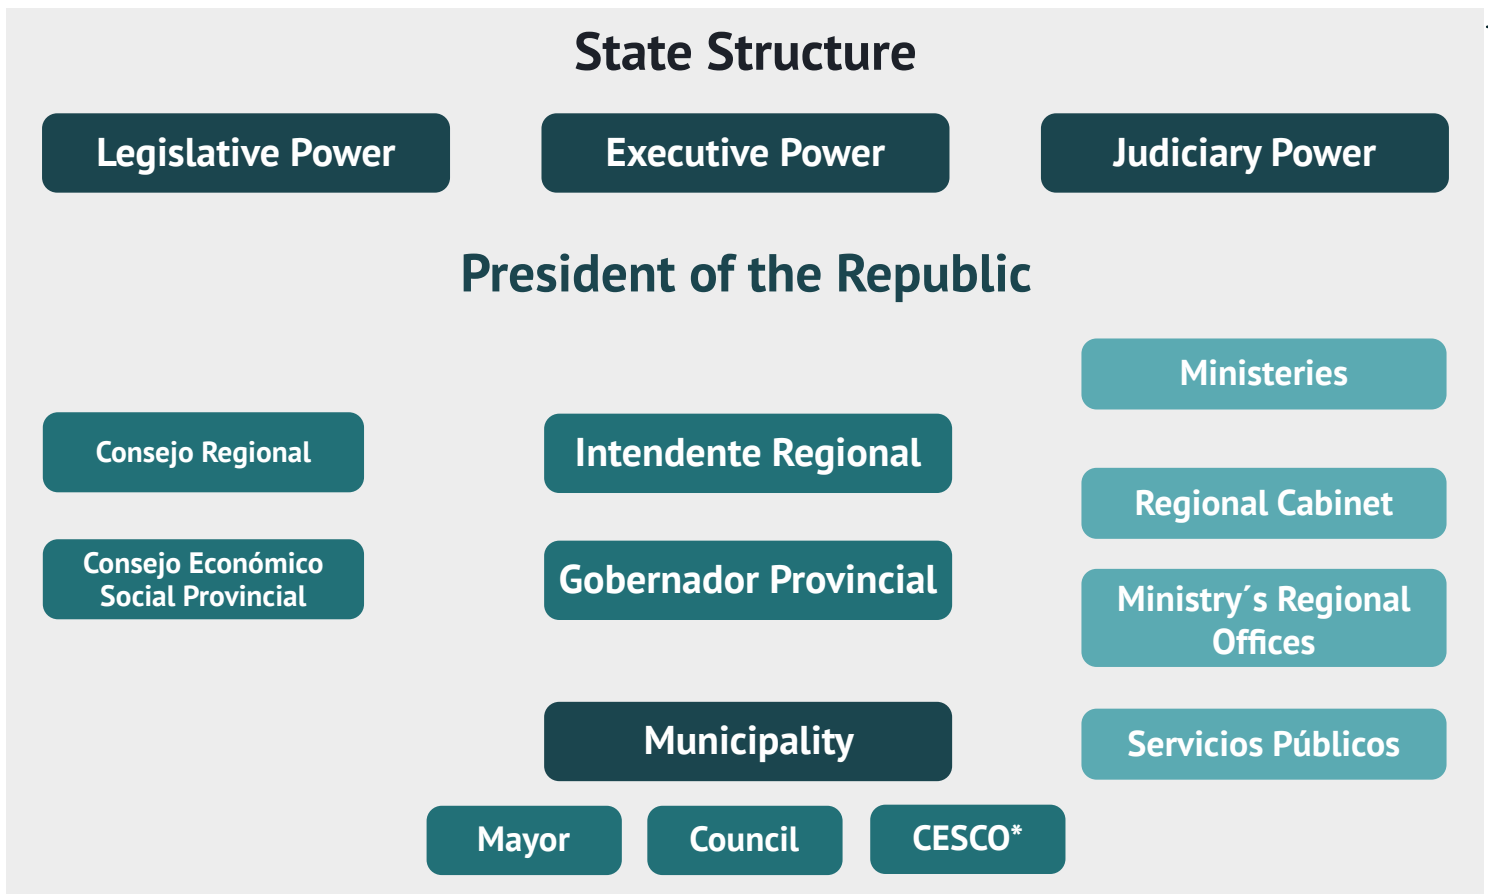 State Structure
Legislative Power
Executive Power
Judiciary Power
President of the Republic
Ministeries
Consejo Regional
Intendente Regional
Regional Cabinet
Consejo Económico
Social Provincial
Gobernador Provincial
Ministry´s Regional
Offices
Municipality
Servicios Públicos
Mayor
Council
CESCO*